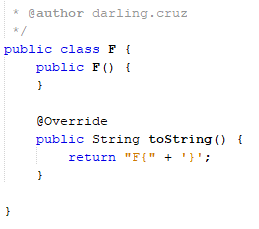 * @author darling.cruz
*/
public class F {
public F() {
}
@Override
public String toString() {
return "F{" + '}';
}
}